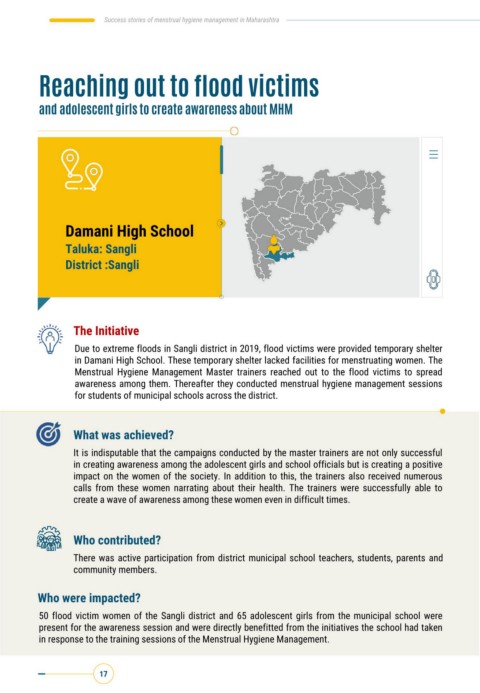 Success stories of menstrual hygiene management in Maharashtra
Reaching out to flood victims
and adolescent girls to create awareness about MHM
Damani High School
Taluka: Sangli
District :Sangli
The Initiative
Due to extreme floods in Sangli district in 2019, flood victims were provided temporary shelter
in Damani High School. These temporary shelter lacked facilities for menstruating women. The
Menstrual Hygiene Management Master trainers reached out to the flood victims to spread
awareness among them. Thereafter they conducted menstrual hygiene management sessions
for students of municipal schools across the district.
What was achieved?
It is indisputable that the campaigns conducted by the master trainers are not only successful
in creating awareness among the adolescent girls and school officials but is creating a positive
impact on the women of the society. In addition to this, the trainers also received numerous
calls from these women narrating about their health. The trainers were successfully able to
create a wave of awareness among these women even in difficult times.
Who contributed?
There was active participation from district municipal school teachers, students, parents and
community members.
Who were impacted?
50 flood victim women of the Sangli district and 65 adolescent girls from the municipal school were
present for the awareness session and were directly benefitted from the initiatives the school had taken
in response to the training sessions of the Menstrual Hygiene Management.
17